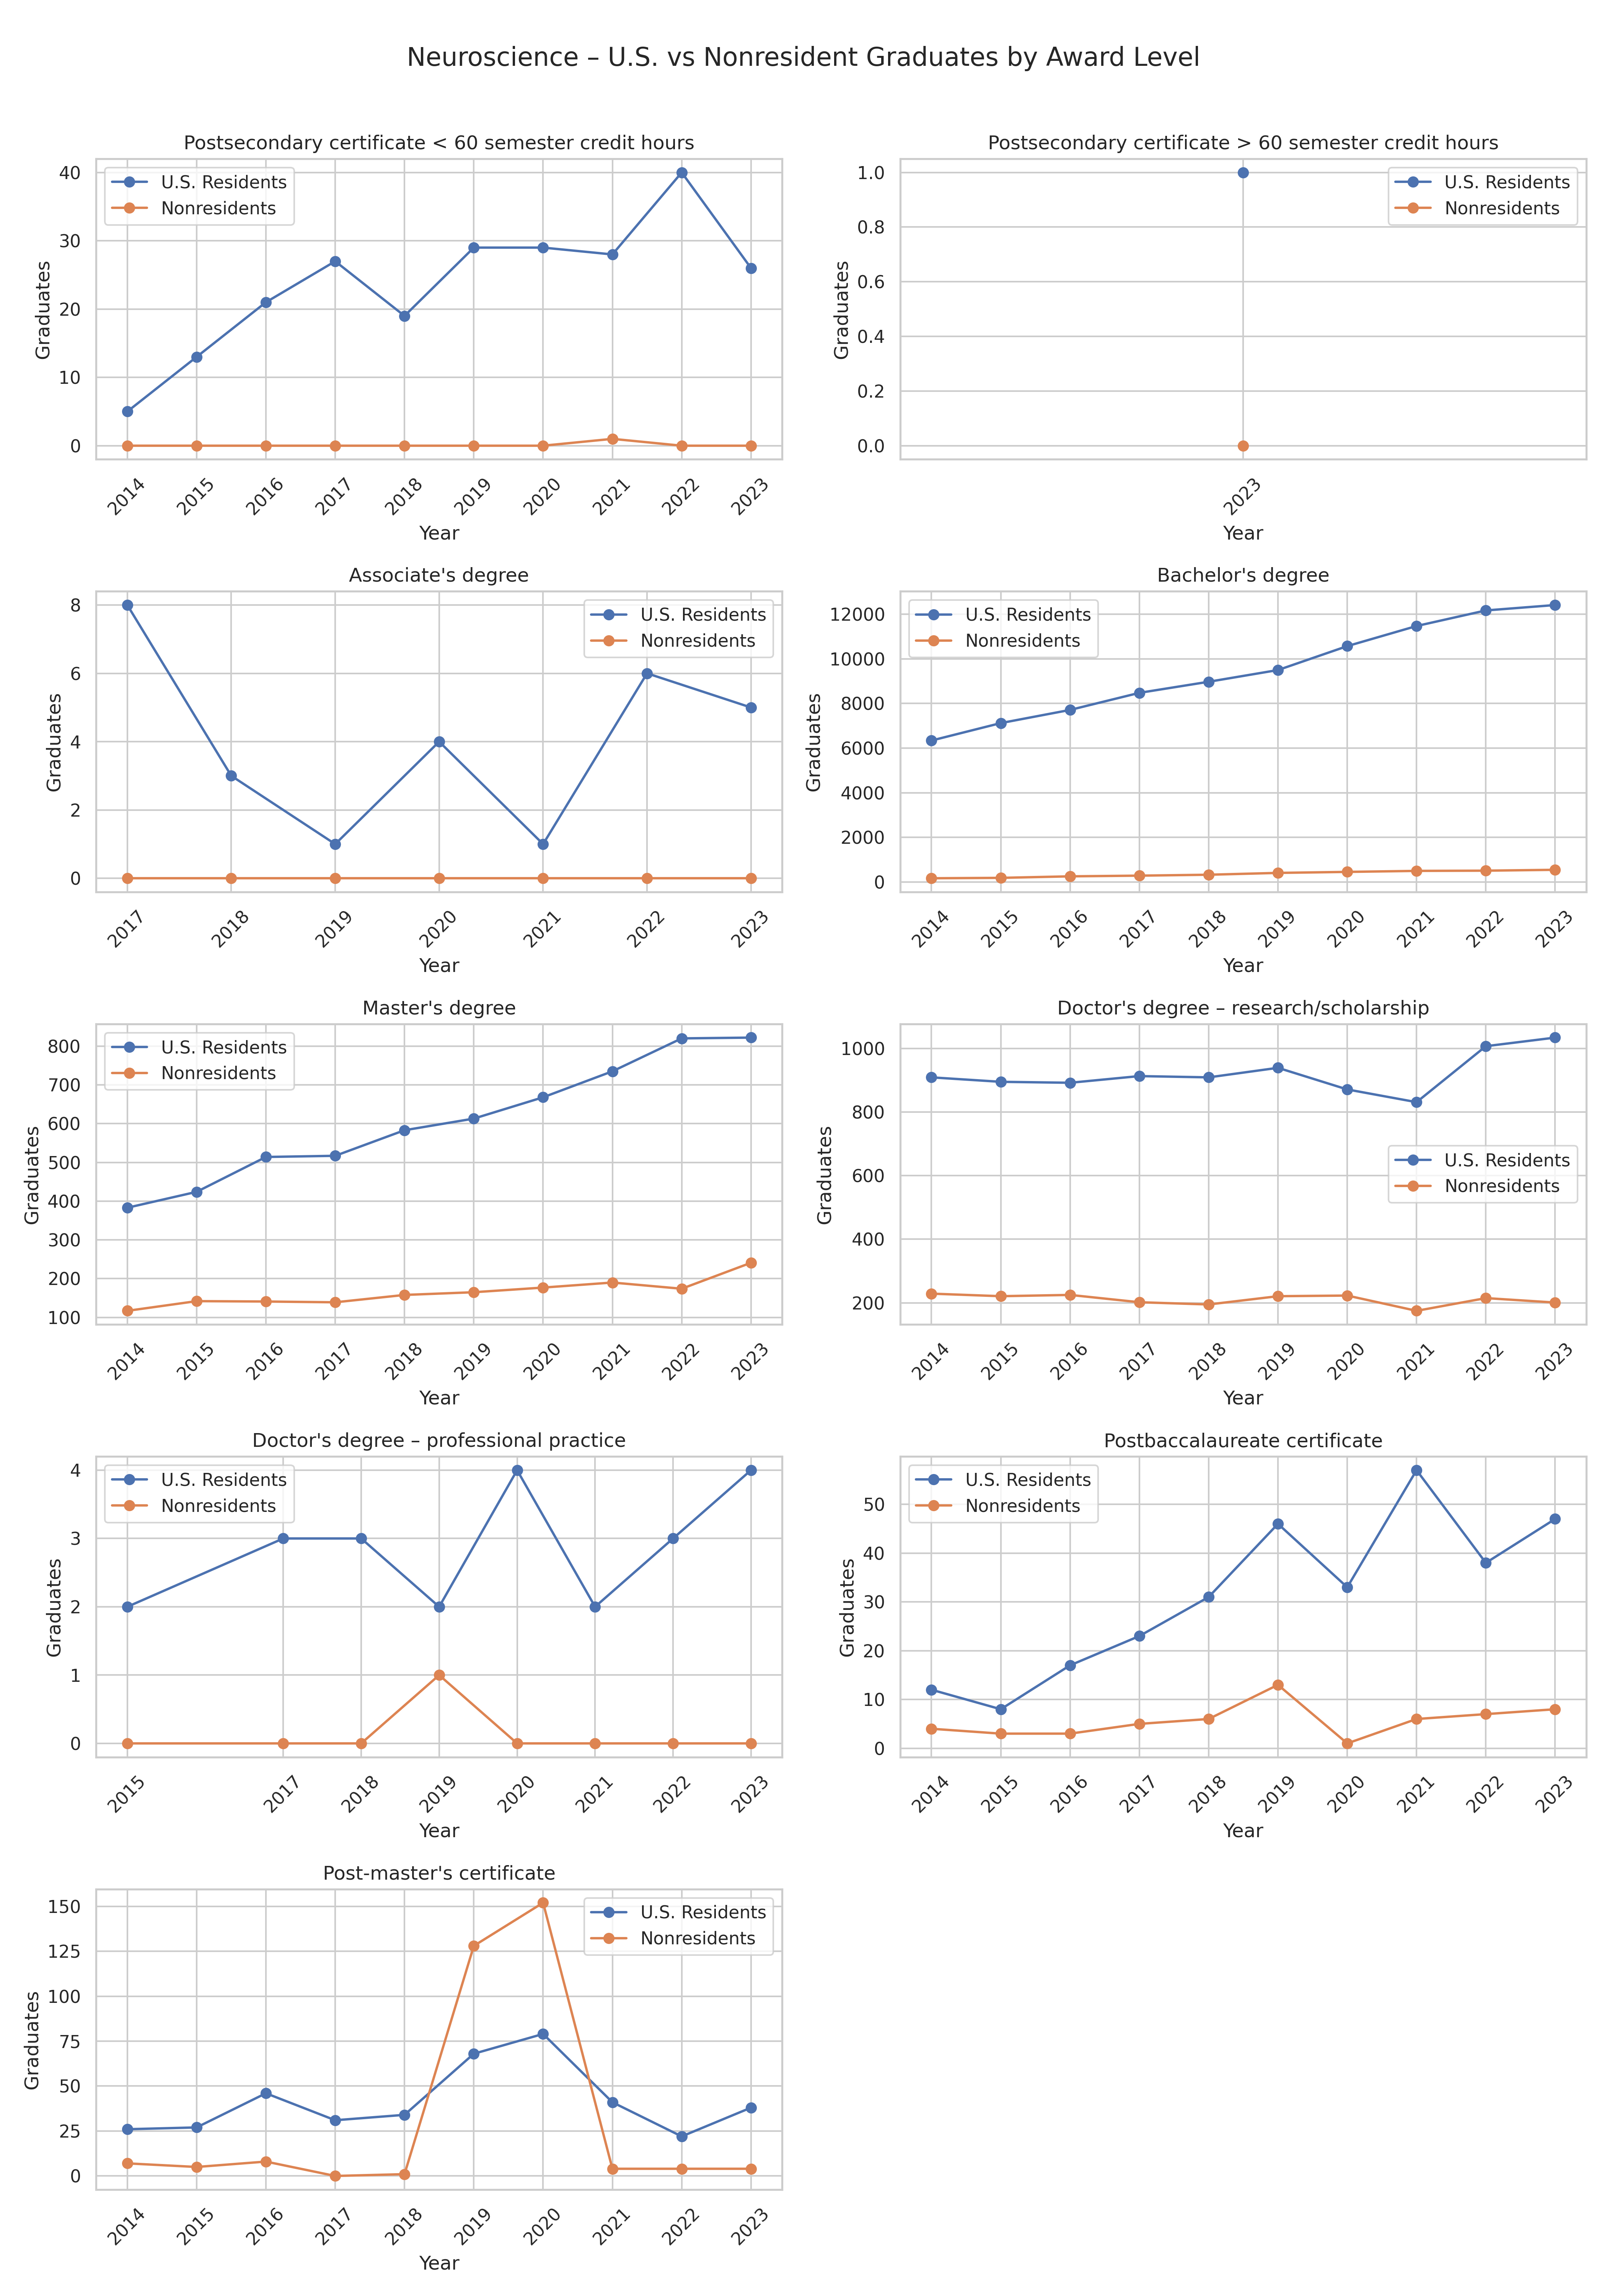 Neuroscience – U.S. vs Nonresident Graduates by Award Level
Postsecondary certificate < 60 semester credit hours
40
30
20
10
0
Graduates
U.S. Residents
Nonresidents
2014 2015 2016 2017 2018 2019 2020 2021 2022 2023
Year
Postsecondary certificate > 60 semester credit hours
1.0
0.8
0.6
0.4
0.2
0.0
Graduates
U.S. Residents
Nonresidents
2023
Year
Associate's degree
8
6
4
2
0
Graduates
U.S. Residents
Nonresidents
2017 2018 2019 2020 2021 2022 2023
Year
Bachelor's degree
12000
10000
8000
6000
4000
2000
0
Graduates
U.S. Residents
Nonresidents
2014 2015 2016 2017 2018 2019 2020 2021 2022 2023
Year
Master's degree
800
700
600
500
400
300
200
100
Graduates
U.S. Residents
Nonresidents
2014 2015 2016 2017 2018 2019 2020 2021 2022 2023
Year
Doctor's degree – research/scholarship
1000
800
600
400
200
Graduates
U.S. Residents
Nonresidents
2014 2015 2016 2017 2018 2019 2020 2021 2022 2023
Year
Doctor's degree – professional practice
4
3
2
1
0
Graduates
U.S. Residents
Nonresidents
2015 2017 2018 2019 2020 2021 2022 2023
Year
Postbaccalaureate certificate
50
40
30
20
10
0
Graduates
U.S. Residents
Nonresidents
2014 2015 2016 2017 2018 2019 2020 2021 2022 2023
Year
Post-master's certificate
150
125
100
75
50
25
0
Graduates
U.S. Residents
Nonresidents
2014 2015 2016 2017 2018 2019 2020 2021 2022 2023
Year